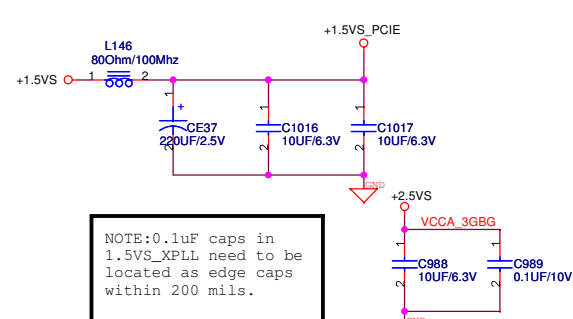 +1.5VS_PCIE
L146
80Ohm/100Mhz
+1.5VS
1
2
1
+
CE37
220UF/2.5V
2
1
C1016
10UF/6.3V
2
1
C1017
10UF/6.3V
2
GND
+2.5VS
VCCA_3GBG
NOTE:0.1uF caps in
1.5VS_XPLL need to be
located as edge caps
within 200 mils.
1
C988
10UF/6.3V
2
1
C989
0.1UF/10V
2
GND